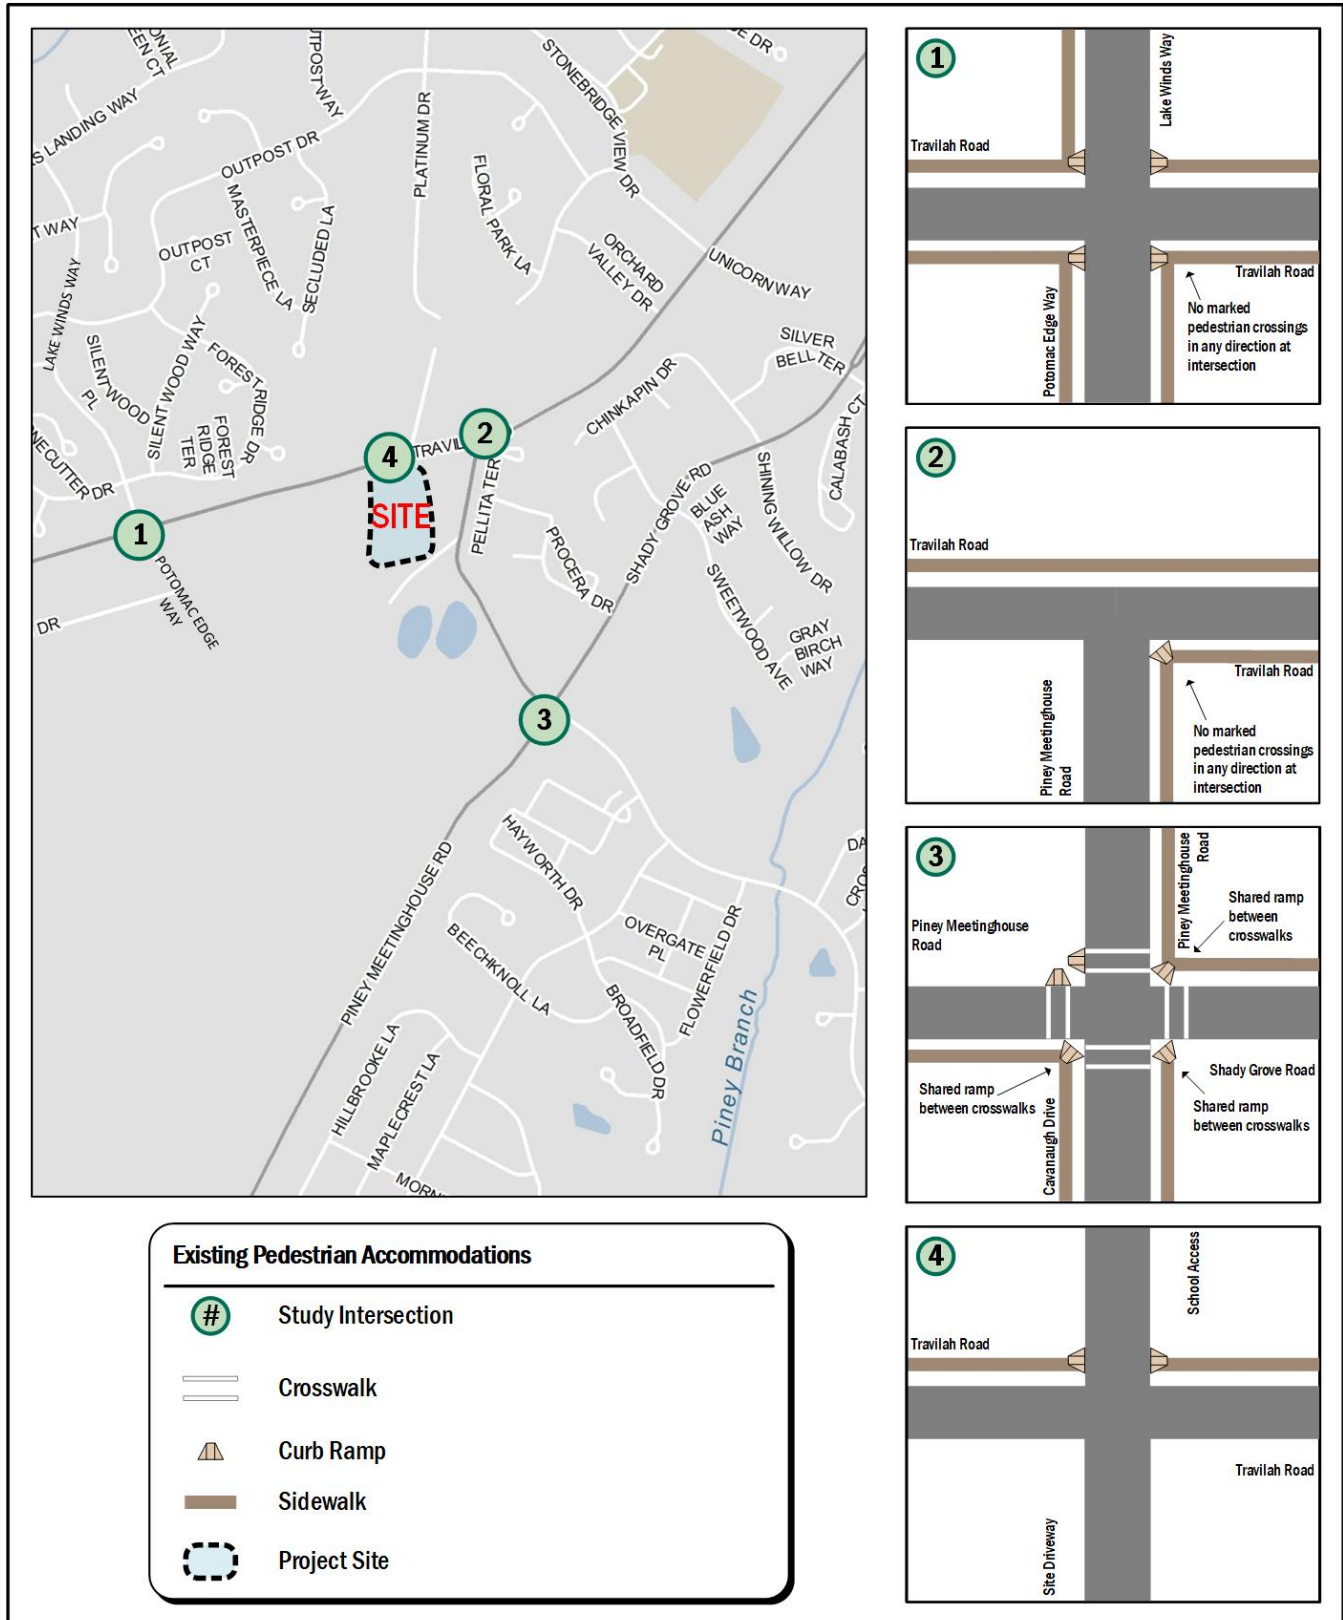 GREEN CT
OUTPOST WAY
DR
STONEBRIDGE VIEW DR
LANDING WAY
OUTPOST DR
PLATINUM DR
FLORAL PARK LA
MASTERPIECE LA
SECLUDED LA
OUTPOST
CT
ORCHARD
VALLEY DR
UNICORN WAY
WAY
LAKE WINDS WAY
SILENTWOOD
PL
SILENT WOOD WAY
FOREST RIDGE DR
FOREST
RIDGE
TER
SILVER
BELL TER
CHINKAPIN DR
CALABASH CT
DR
TRAVIL
PELLITA TER
PROCERA DR
SHADY GROVE RD
BLUE
ASH
WAY
SHINING WILLOW DR
SWEETWOOD AVE
GRAY
BIRCH
WAY
1
2
3
4
SITE
POTOMAC EDGE
WAY
DR
HAYWORTH DR
PINEY MEETINGHOUSE RD
BEECHKNOLL LA
OVERGATE
PL
FLOWERFIELD DR
BROADFIELD DR
HILLBROOKE LA
MAPLECREST LA
Piney Branch
1
Lake Winds Way
Travilah Road
Travilah Road
Potomac Edge Way
No marked
pedestrian crossings
in any direction at
intersection
2
Travilah Road
Travilah Road
Piney Meetinghouse
Road
No marked
pedestrian crossings
in any direction at
intersection
3
Piney Meetinghouse
Road
Piney Meetinghouse
Road
Shared ramp
between
crosswalks
Shady Grove Road
Shared ramp
between crosswalks
Shared ramp
between crosswalks
Cavanaugh Drive
4
School Access
Travilah Road
Travilah Road
Site Driveway
Existing Pedestrian Accommodations
# Study Intersection
Crosswalk
Curb Ramp
Sidewalk
Project Site